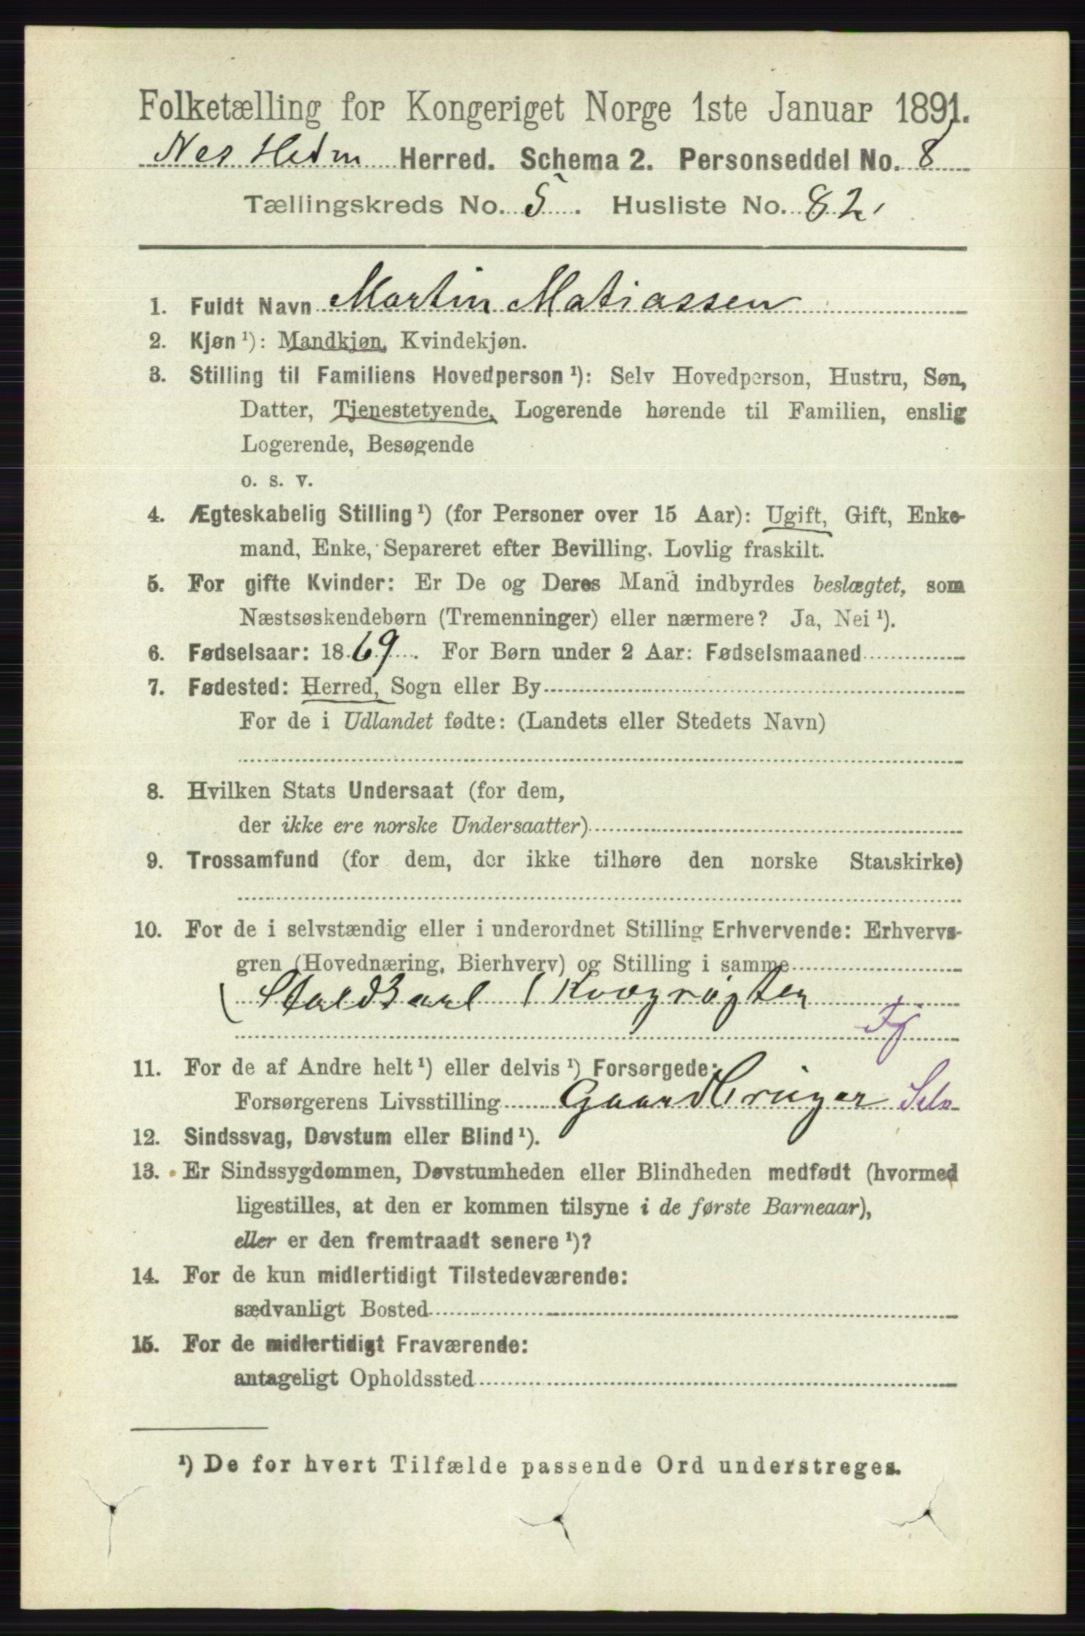 Folketælling for Kongeriget Norge 1ste Januar 1891.
Nes Hedm Herred. Schema 2. Personseddel No. 8
Tællingskreds No. 5. Husliste No. 82,
1. Fuldt Navn Martin Matiassen
2. Kjøn ¹): Mandkjøn, Kvindekjøn.
3. Stilling til Familiens Hovedperson ¹): Selv Hovedperson, Hustru, Søn,
Datter, Tjenestetyende, Logerende hørende til Familien, enslig
Logerende, Besøgende
o. s. v.
4. Ægteskabelig Stilling ¹) (for Personer over 15 Aar): Ugift, Gift, Enke-
mand, Enke, Separeret efter Bevilling. Lovlig fraskilt.
5. For gifte Kvinder: Er De og Deres Mand indbyrdes beslægtet, som
Næstsøskendebørn (Tremenninger) eller nærmere? Ja, Nei ¹).
6. Fødselsaar: 1869. For Børn under 2 Aar: Fødselsmaaned
7. Fødested: Herred, Sogn eller By
For de i Udlandet fødte: (Landets eller Stedets Navn)
8. Hvilken Stats Undersaat (for dem,
der ikke ere norske Undersaatter)
9. Trossamfund (for dem, der ikke tilhøre den norske Statskirke)
10. For de i selvstændig eller i underordnet Stilling Erhvervende: Erhvervs-
gren (Hovednæring, Bierhverv) og Stilling i samme
( Staldkarl ( Kvægrøgter
Fj
11. For de af Andre helt ¹) eller delvis ¹) Forsørgede:
Forsørgerens Livsstilling Gaardbruger Selv
12. Sindssvag, Døvstum eller Blind ¹).
13. Er Sindssygdommen, Døvstumheden eller Blindheden medfødt (hvormed
ligestilles, at den er kommen tilsyne i de første Barneaar),
eller er den fremtraadt senere ¹)?
14. For de kun midlertidigt Tilstedeværende:
sædvanligt Bosted
15. For de midlertidigt Fraværende:
antageligt Opholdssted
¹) De for hvert Tilfælde passende Ord understreges.